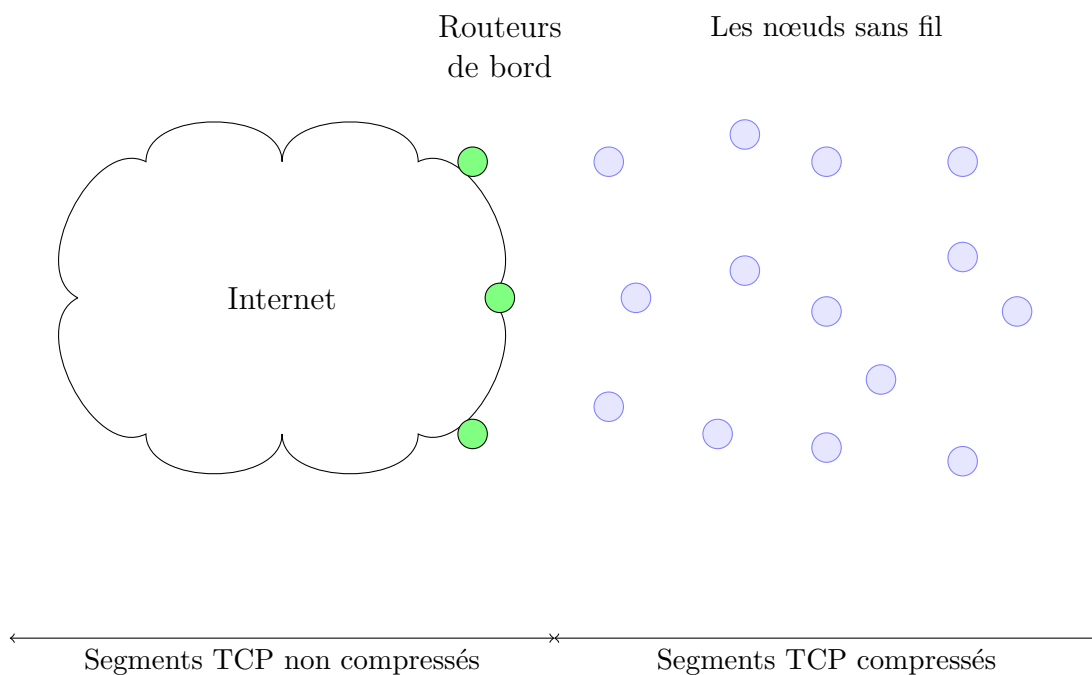 Routeurs
de bord
Les nœuds sans fil
Internet
Segments TCP non compressés
Segments TCP compressés